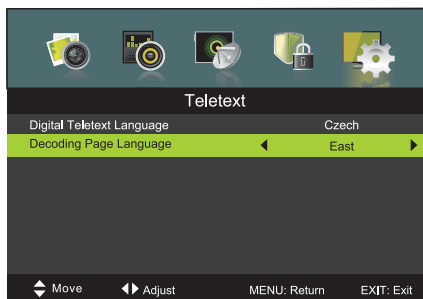 Teletext
Digital Teletext Language Czech
Decoding Page Language East
Move Adjust MENU: Return EXIT: Exit